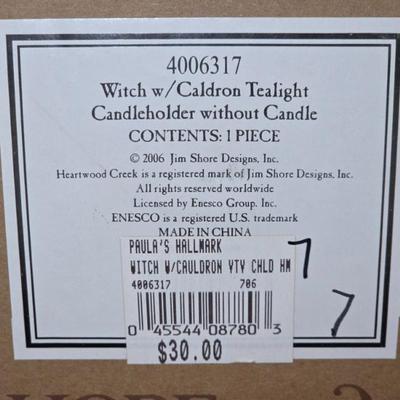 4006317
Witch w/Caldron Tealight
Candleholder without Candle
CONTENTS: 1 PIECE
© 2006 Jim Shore Designs, Inc.
Heartwood Creek is a registered mark of Jim Shore Designs, Inc.
All rights reserved worldwide
Licensed by Enesco Group, Inc.
ENESCO is a registered U.S. trademark
MADE IN CHINA
PAULA'S HALLMARK
WITCH W/CAULDRON YTV CHLD HW
4006317 706
0 45544 08780 3
$30.00
7
7